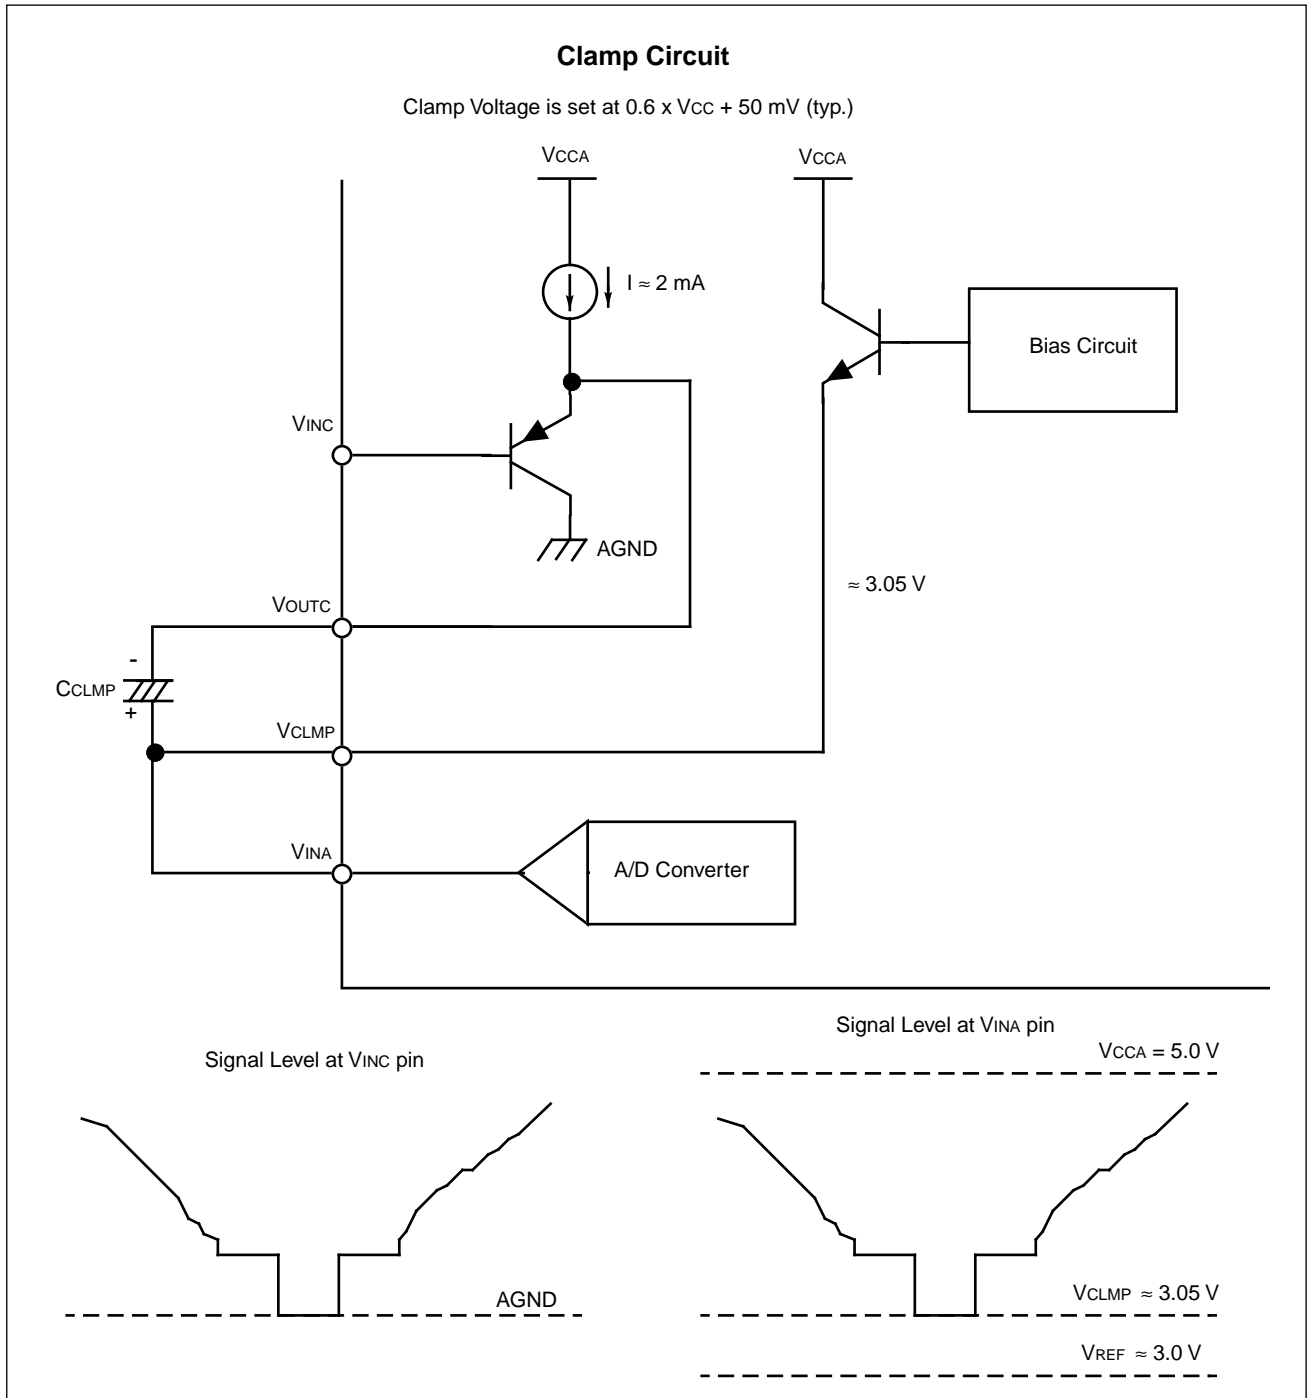 Clamp Circuit
Clamp Voltage is set at 0.6 x VCC + 50 mV (typ.)
VCCA
VCCA
I ≈ 2 mA
Bias Circuit
VINC
AGND
≈ 3.05 V
VOUTC
-
CCLMP
+
VCLMP
VINA
A/D Converter
Signal Level at VINA pin
Signal Level at VINC pin
VCCA = 5.0 V
AGND
VCLMP ≈ 3.05 V
VREF ≈ 3.0 V